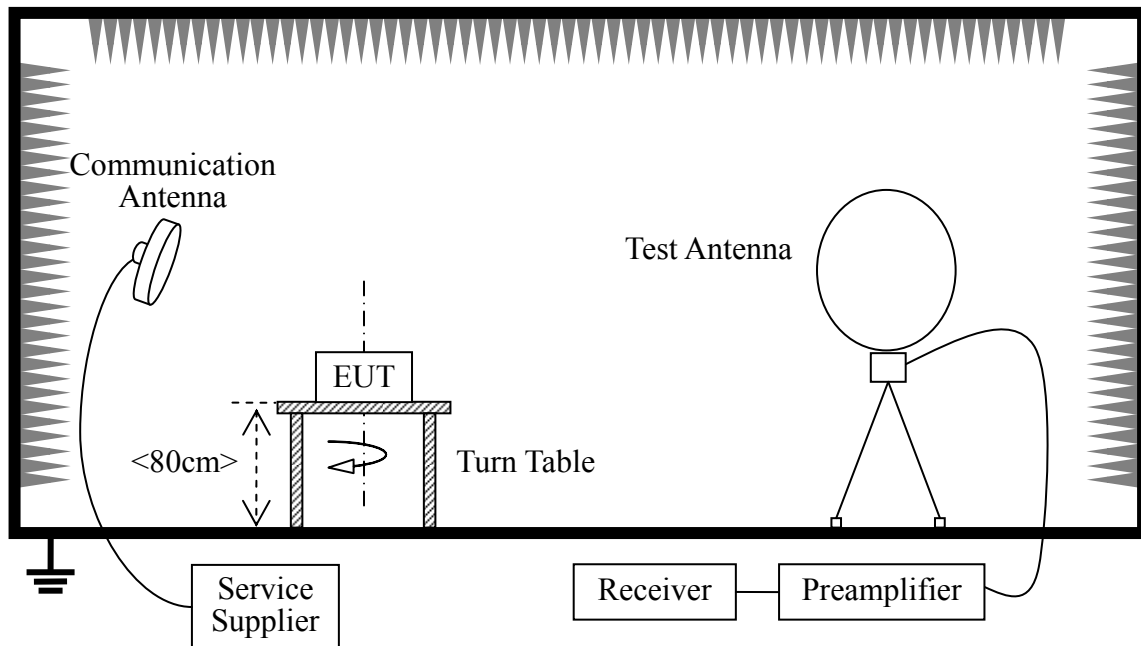 Communication
Antenna
Test Antenna
EUT
<80cm>
Turn Table
Service
Supplier
Receiver
Preamplifier